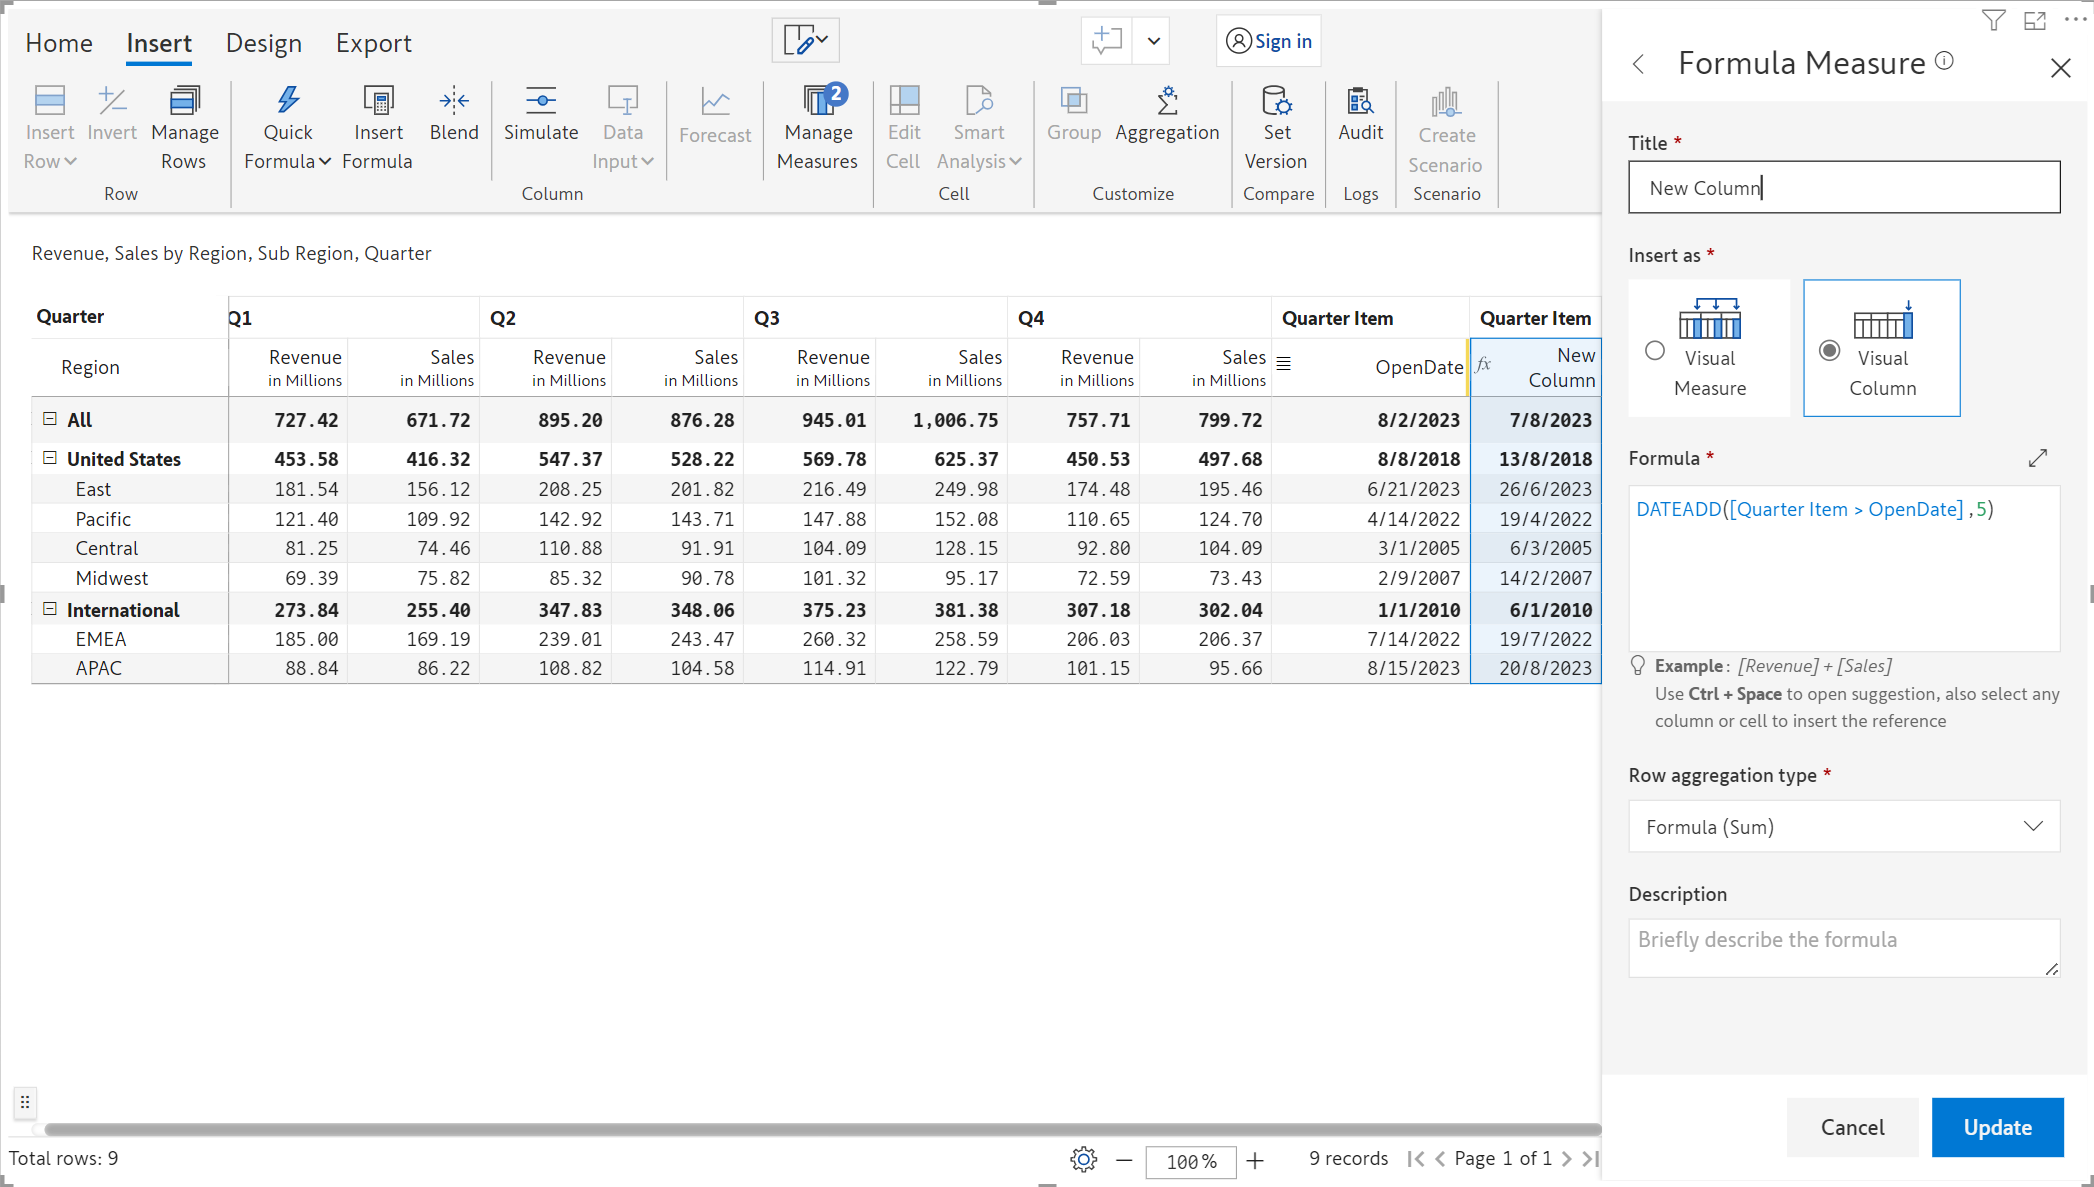 Home Insert Design Export Sign in
Insert Row Invert Manage Rows Quick Formula Insert Formula Blend Simulate Data Input Forecast Manage Measures 2 Edit Cell Smart Analysis Group Aggregation Set Version Audit Create Scenario
Row Column Cell Customize Compare Logs Scenario
Revenue, Sales by Region, Sub Region, Quarter
Quarter Q1 Q2 Q3 Q4 Quarter Item Quarter Item
Region Revenue in Millions Sales in Millions Revenue in Millions Sales in Millions Revenue in Millions Sales in Millions Revenue in Millions Sales in Millions OpenDate fx New Column
All 727.42 671.72 895.20 876.28 945.01 1,006.75 757.71 799.72 8/2/2023 7/8/2023
United States 453.58 416.32 547.37 528.22 569.78 625.37 450.53 497.68 8/8/2018 13/8/2018
East 181.54 156.12 208.25 201.82 216.49 249.98 174.48 195.46 6/21/2023 26/6/2023
Pacific 121.40 109.92 142.92 143.71 147.88 152.08 110.65 124.70 4/14/2022 19/4/2022
Central 81.25 74.46 110.88 91.91 104.09 128.15 92.80 104.09 3/1/2005 6/3/2005
Midwest 69.39 75.82 85.32 90.78 101.32 95.17 72.59 73.43 2/9/2007 14/2/2007
International 273.84 255.40 347.83 348.06 375.23 381.38 307.18 302.04 1/1/2010 6/1/2010
EMEA 185.00 169.19 239.01 243.47 260.32 258.59 206.03 206.37 7/14/2022 19/7/2022
APAC 88.84 86.22 108.82 104.58 114.91 122.79 101.15 95.66 8/15/2023 20/8/2023
Total rows: 9
100%
9 records
Page 1 of 1
Formula Measure
Title *
New Column
Insert as *
Visual Measure
Visual Column
Formula *
DATEADD([Quarter Item > OpenDate] ,5)
Example : [Revenue] + [Sales]
Use Ctrl + Space to open suggestion, also select any
column or cell to insert the reference
Row aggregation type *
Formula (Sum)
Description
Briefly describe the formula
Cancel Update